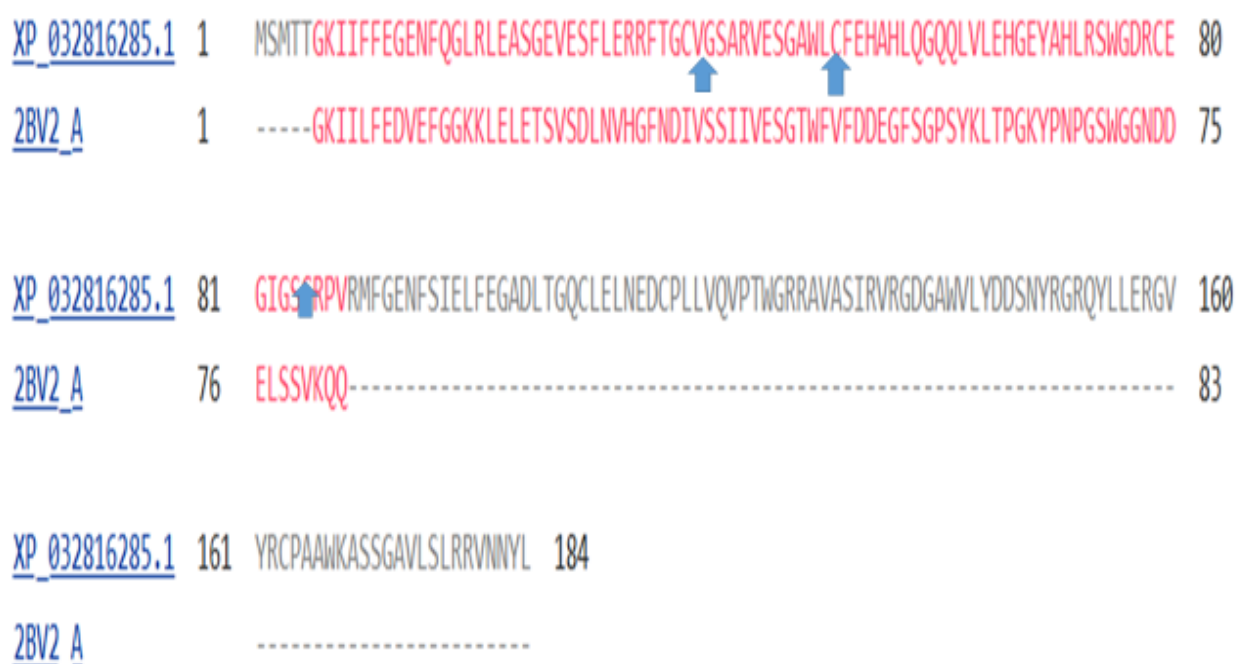 XP_032816285.1 1 MSMTTGKIIFFEGENFQGLRLEASGEVESFLERRFTGCVGSARVESGAWLCFEHAHLQGQQLVLEHGEYAHLRSWGDRCE 80
2BV2_A 1 -----GKIILFEDVEFGGKKLELETSVSDLNVHGFNDIVSSIIVESGTWFVFDDEGFSGPSYKLTPGKYPNPGSWGGNDD 75
XP_032816285.1 81 GIGSCRPVRMFGENFSIELFEGADLTGQCLELNEDCPLLVQVPTWGRRAVASIRVRGDGAWVLYDDSNYRGRQYLLERGV 160
2BV2_A 76 ELSSVKQQ------------------------------------------------------------------------ 83
XP_032816285.1 161 YRCPAAWKASSGAVLSLRRVNNYL 184
2BV2_A ------------------------